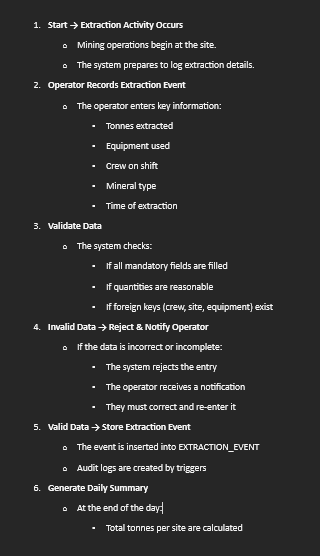 1. Start → Extraction Activity Occurs
o Mining operations begin at the site.
o The system prepares to log extraction details.
2. Operator Records Extraction Event
o The operator enters key information:
▪ Tonnes extracted
▪ Equipment used
▪ Crew on shift
▪ Mineral type
▪ Time of extraction
3. Validate Data
o The system checks:
▪ If all mandatory fields are filled
▪ If quantities are reasonable
▪ If foreign keys (crew, site, equipment) exist
4. Invalid Data → Reject & Notify Operator
o If the data is incorrect or incomplete:
▪ The system rejects the entry
▪ The operator receives a notification
▪ They must correct and re-enter it
5. Valid Data → Store Extraction Event
o The event is inserted into EXTRACTION_EVENT
o Audit logs are created by triggers
6. Generate Daily Summary
o At the end of the day:
▪ Total tonnes per site are calculated